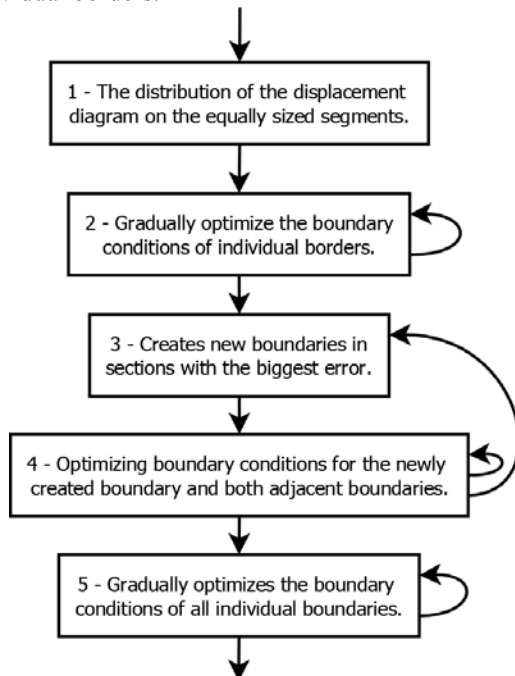 1 - The distribution of the displacement
diagram on the equally sized segments.
2 - Gradually optimize the boundary
conditions of individual borders.
3 - Creates new boundaries in
sections with the biggest error.
4 - Optimizing boundary conditions for the newly
created boundary and both adjacent boundaries.
5 - Gradually optimizes the boundary
conditions of all individual boundaries.